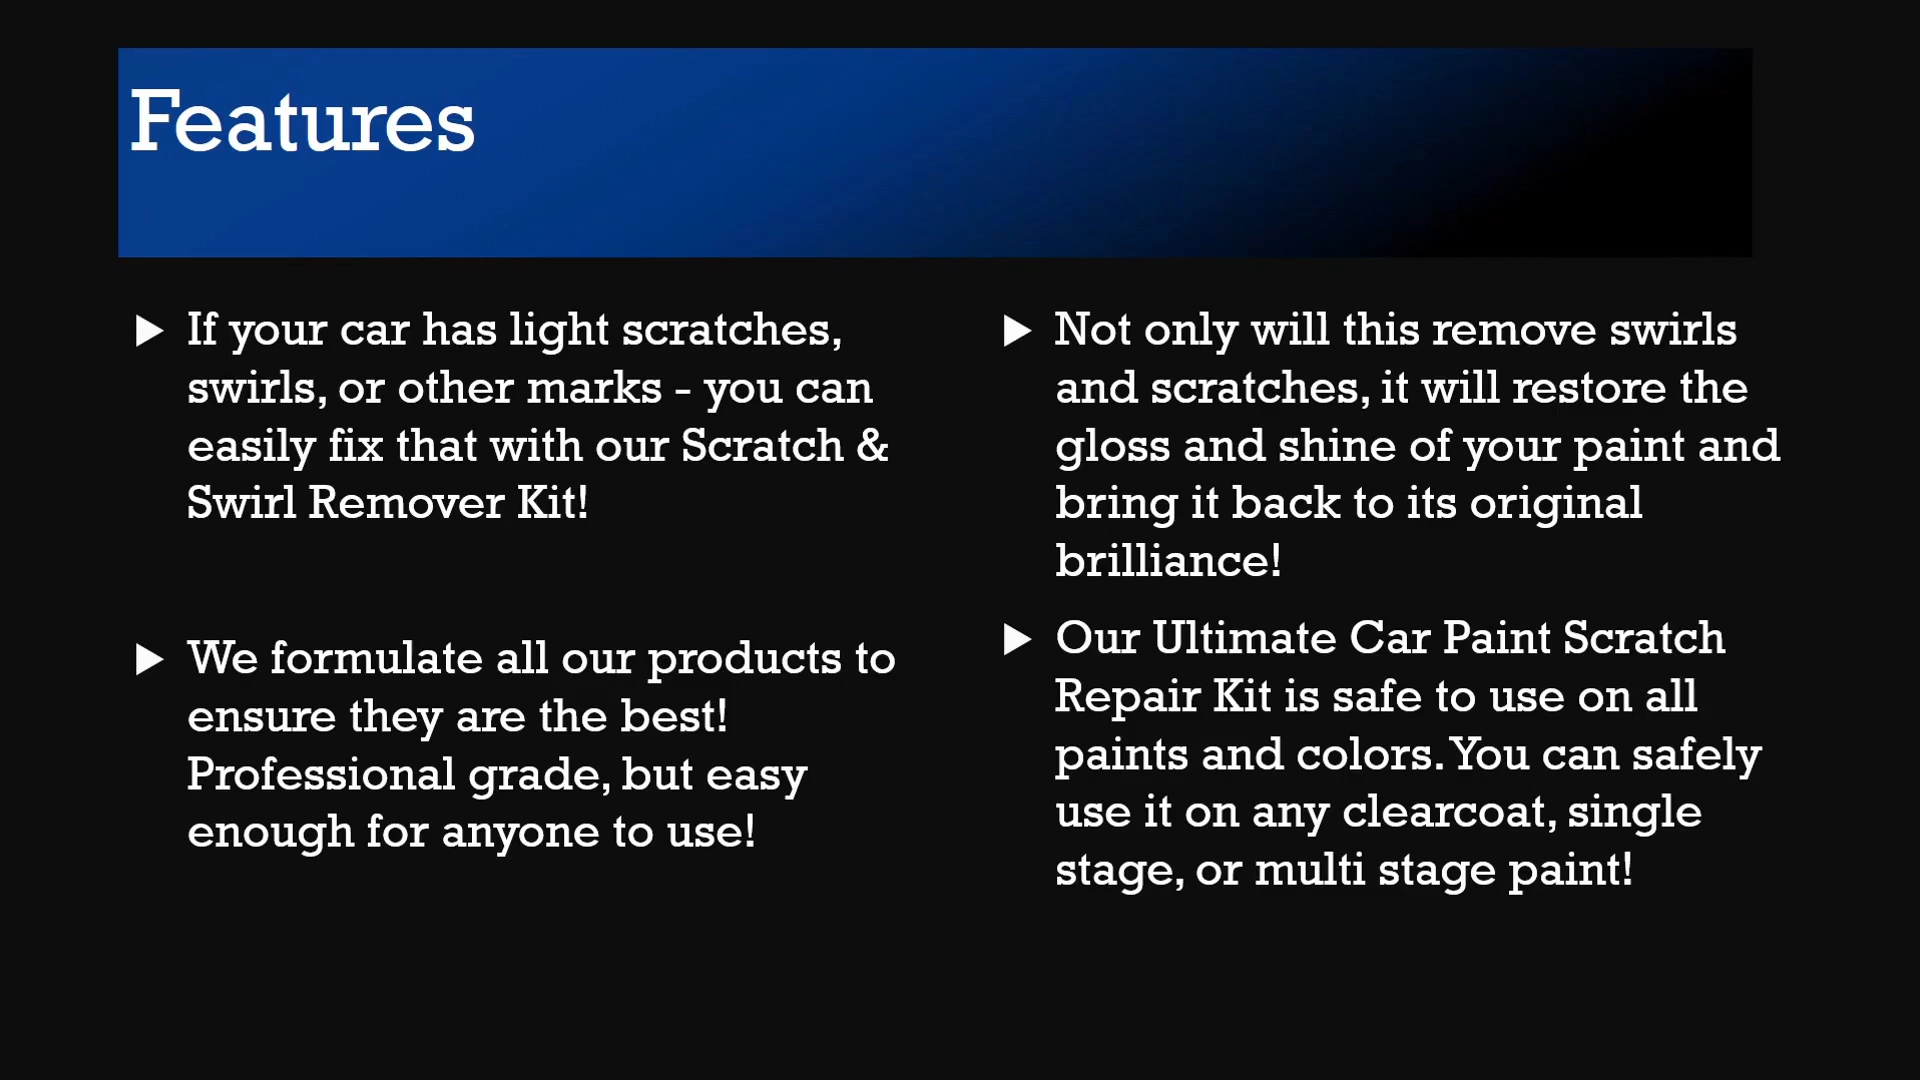 Features
If your car has light scratches,
swirls, or other marks - you can
easily fix that with our Scratch &
Swirl Remover Kit!
We formulate all our products to
ensure they are the best!
Professional grade, but easy
enough for anyone to use!
Not only will this remove swirls
and scratches, it will restore the
gloss and shine of your paint and
bring it back to its original
brilliance!
Our Ultimate Car Paint Scratch
Repair Kit is safe to use on all
paints and colors. You can safely
use it on any clearcoat, single
stage, or multi stage paint!